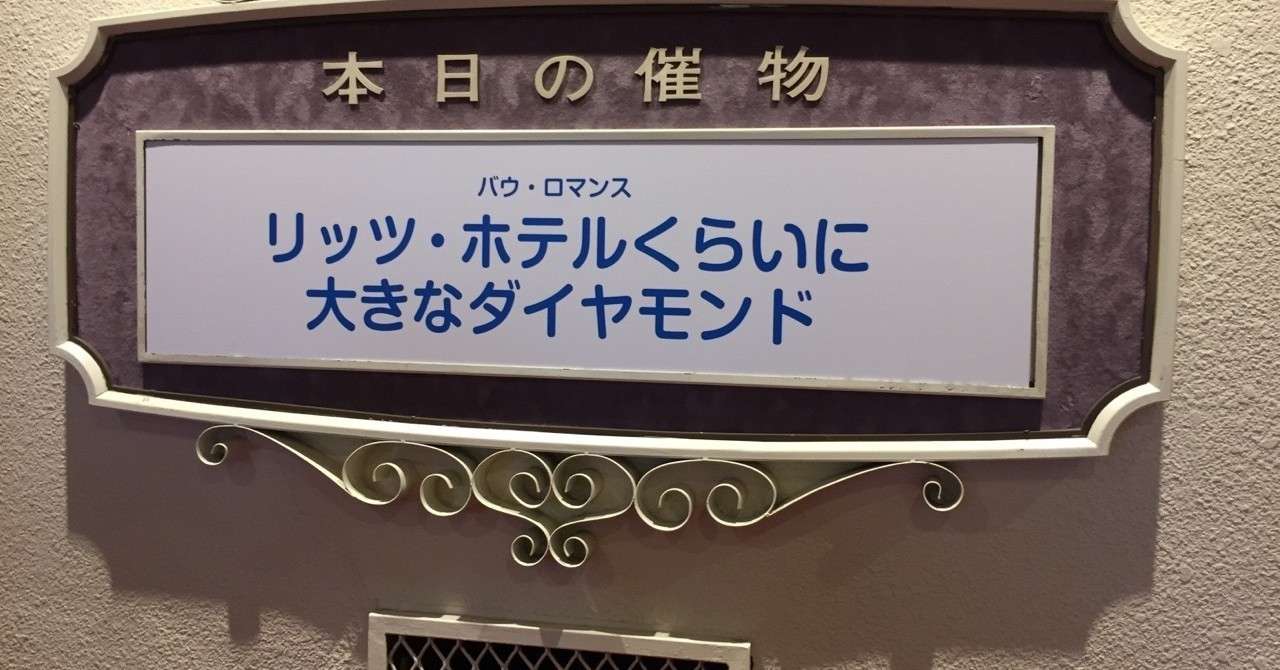 本日の催物
バウ・ロマンス
リッツ・ホテルくらいに
大きなダイヤモンド